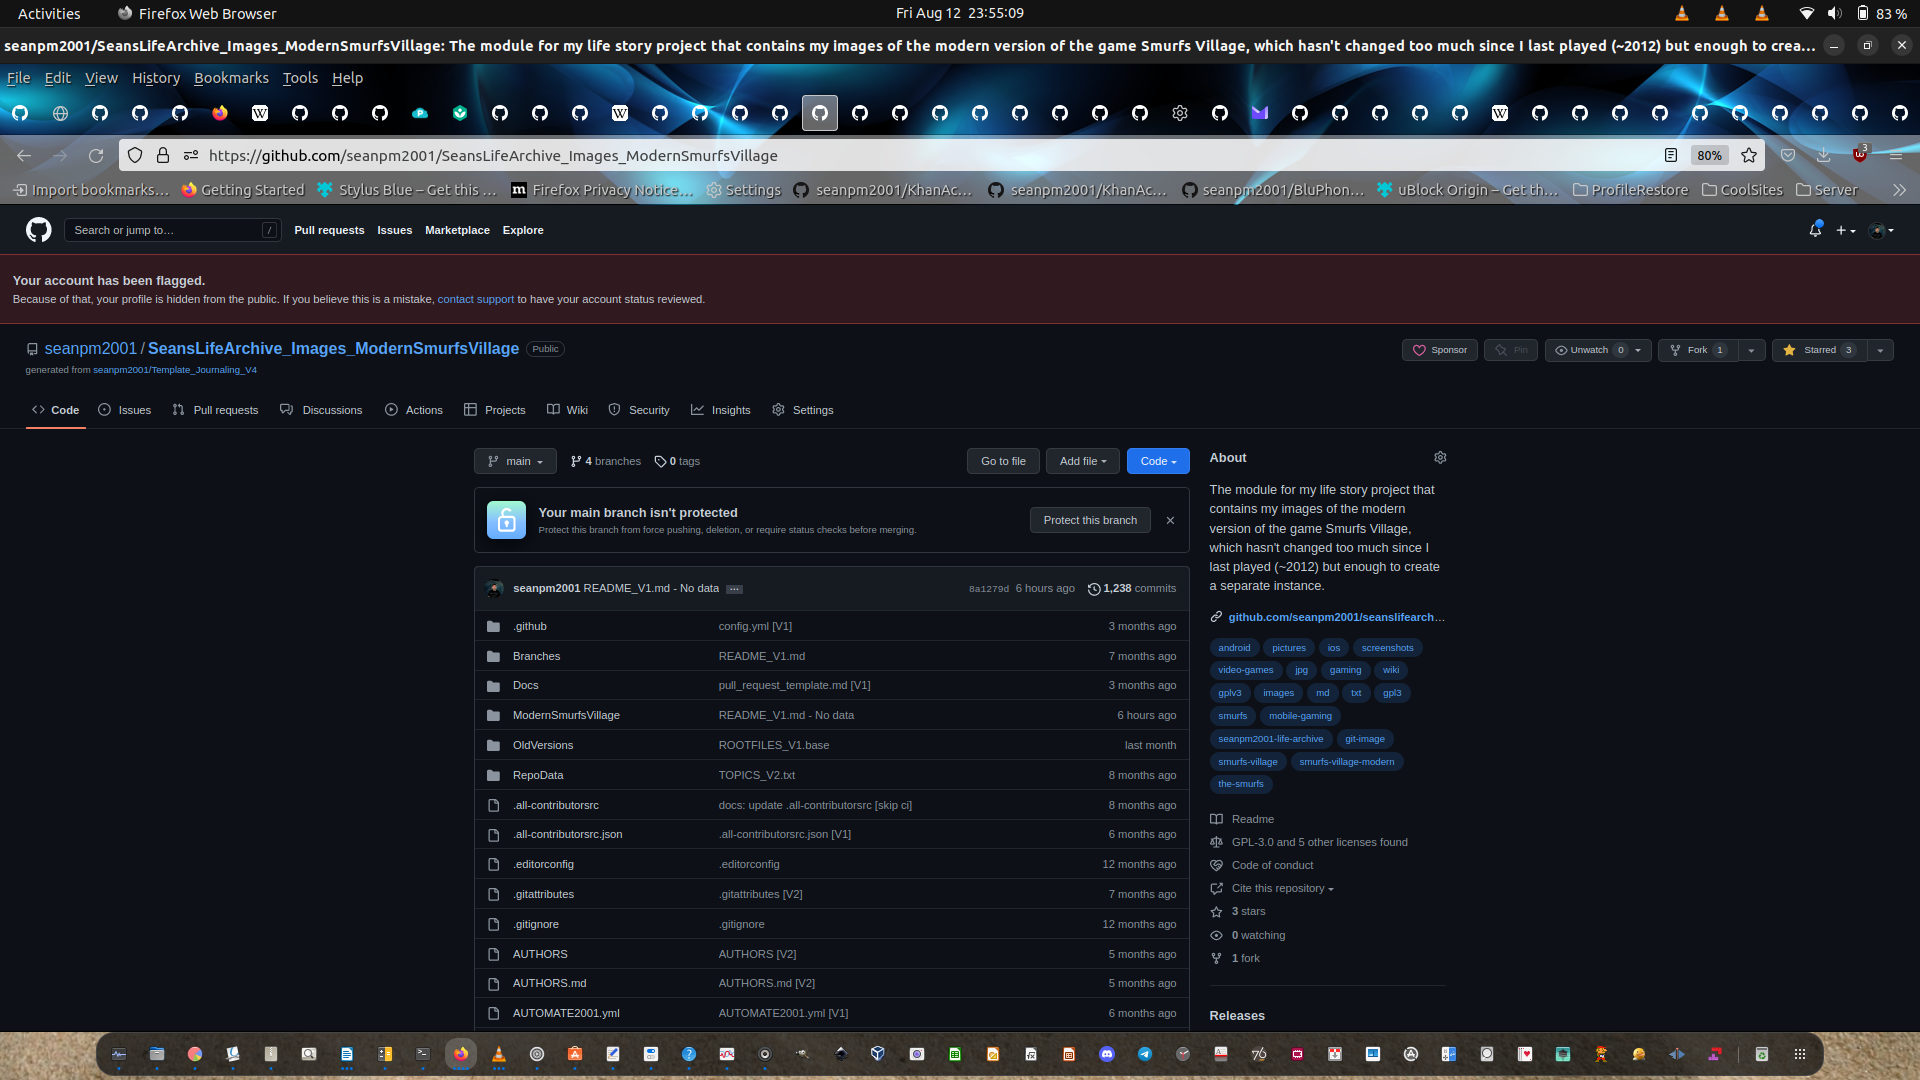 Activities Firefox Web Browser Fri Aug 12 23:55:09 83 %
seanpm2001/SeansLifeArchive_Images_ModernSmurfsVillage: The module for my life story project that contains my images of the modern version of the game Smurfs Village, which hasn't changed too much since I last played (~2012) but enough to crea…
File Edit View History Bookmarks Tools Help
https://github.com/seanpm2001/SeansLifeArchive_Images_ModernSmurfsVillage 80% 3
Import bookmarks… Getting Started Stylus Blue – Get this … Firefox Privacy Notice… Settings seanpm2001/KhanAc… seanpm2001/KhanAc… seanpm2001/BluPhon… uBlock Origin – Get th… ProfileRestore CoolSites Server
Search or jump to… / Pull requests Issues Marketplace Explore
Your account has been flagged.
Because of that, your profile is hidden from the public. If you believe this is a mistake, contact support to have your account status reviewed.
seanpm2001 / SeansLifeArchive_Images_ModernSmurfsVillage Public
Sponsor Pin Unwatch 0 Fork 1 Starred 3
generated from seanpm2001/Template_Journaling_V4
Code Issues Pull requests Discussions Actions Projects Wiki Security Insights Settings
main 4 branches 0 tags Go to file Add file Code
Your main branch isn't protected
Protect this branch from force pushing, deletion, or require status checks before merging.
Protect this branch
seanpm2001 README_V1.md - No data … 8a1279d 6 hours ago 1,238 commits
.github config.yml [V1] 3 months ago
Branches README_V1.md 7 months ago
Docs pull_request_template.md [V1] 3 months ago
ModernSmurfsVillage README_V1.md - No data 6 hours ago
OldVersions ROOTFILES_V1.base last month
RepoData TOPICS_V2.txt 8 months ago
.all-contributorsrc docs: update .all-contributorsrc [skip ci] 8 months ago
.all-contributorsrc.json .all-contributorsrc.json [V1] 6 months ago
.editorconfig .editorconfig 12 months ago
.gitattributes .gitattributes [V2] 7 months ago
.gitignore .gitignore 12 months ago
AUTHORS AUTHORS [V2] 5 months ago
AUTHORS.md AUTHORS.md [V2] 5 months ago
AUTOMATE2001.yml AUTOMATE2001.yml [V1] 6 months ago
About
The module for my life story project that
contains my images of the modern
version of the game Smurfs Village,
which hasn't changed too much since I
last played (~2012) but enough to create
a separate instance.
github.com/seanpm2001/seanslifearch…
android pictures ios screenshots
video-games jpg gaming wiki
gplv3 images md txt gpl3
smurfs mobile-gaming
seanpm2001-life-archive git-image
smurfs-village smurfs-village-modern
the-smurfs
Readme
GPL-3.0 and 5 other licenses found
Code of conduct
Cite this repository
3 stars
0 watching
1 fork
Releases